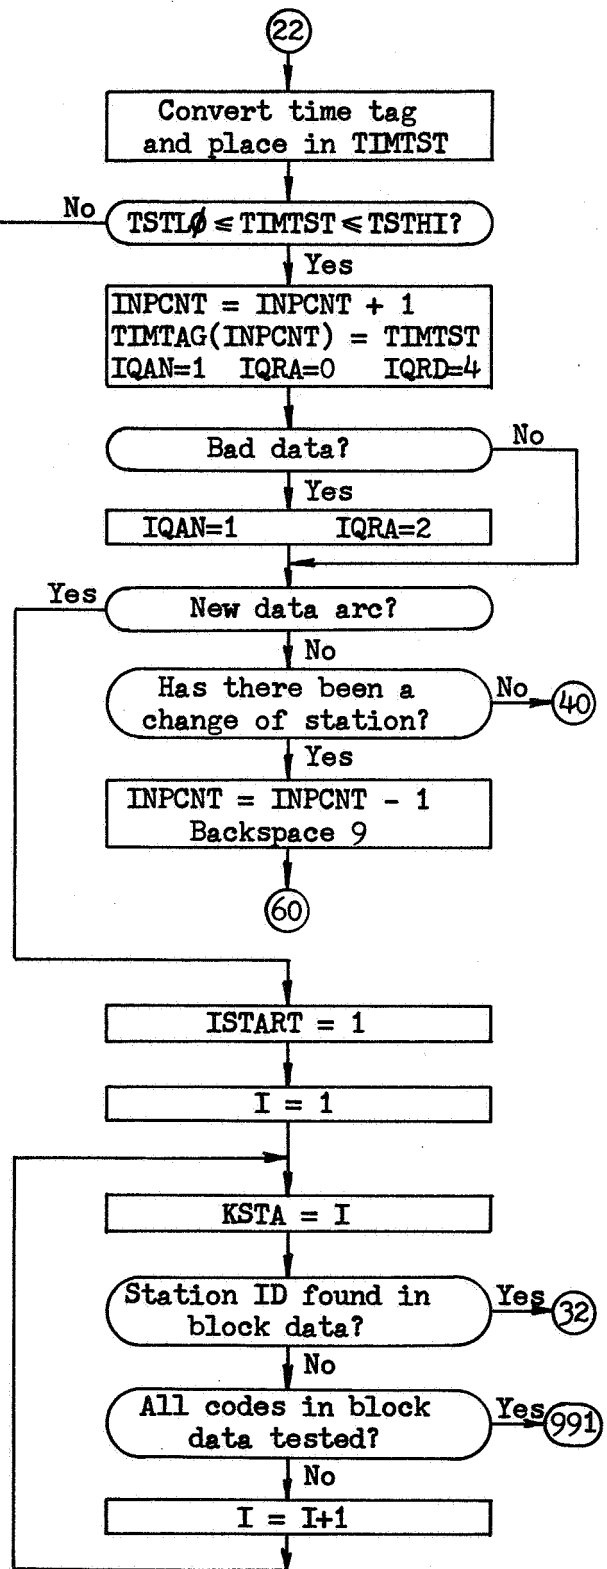 22
Convert time tag
and place in TIMTST
No
TSTLØ ≤ TIMTST ≤ TSTHI?
Yes
INPCNT = INPCNT + 1
TIMTAG(INPCNT) = TIMTST
IQAN=1 IQRA=0 IQRD=4
Bad data?
No
Yes
IQAN=1 IQRA=2
Yes
New data arc?
No
Has there been a
change of station?
No
40
Yes
INPCNT = INPCNT - 1
Backspace 9
60
ISTART = 1
I = 1
KSTA = I
Station ID found in
block data?
Yes
32
No
All codes in block
data tested?
Yes
991
No
I = I+1